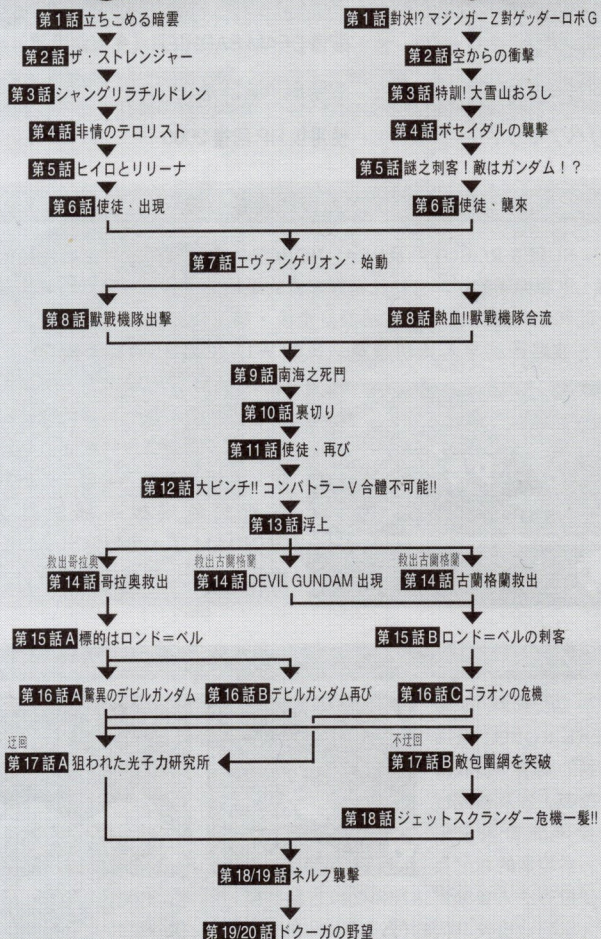 第1話 立ちこめる暗雲
第1話 對決!? マジンガーZ對ゲッダーロボG
第2話 ザ・ストレンジャー
第2話 空からの衝擊
第3話 シャングリラチルドレン
第3話 特訓! 大雪山おろし
第4話 非情のテロリスト
第4話 ポセイダルの襲擊
第5話 ヒイロとリリーナ
第5話 謎之刺客！敵はガンダム！？
第6話 使徒・出現
第6話 使徒・襲來
第7話 エヴァンゲリオン・始動
第8話 獸戰機隊出擊
第8話 熱血!!獸戰機隊合流
第9話 南海之死鬥
第10話 裏切り
第11話 使徒・再び
第12話 大ピンチ!! コンバトラーV 合體不可能!!
第13話 浮上
救出哥拉奧
救出古蘭格蘭
救出古蘭格蘭
第14話 哥拉奧救出
第14話 DEVIL GUNDAM 出現
第14話 古蘭格蘭救出
第15話A 標的はロンド＝ベル
第15話B ロンド＝ベルの刺客
第16話A 驚異のデビルガンダム
第16話B デビルガンダム再び
第16話C ゴラオンの危機
迂回
不迂回
第17話A 狙われた光子力研究所
第17話B 敵包圍網を突破
第18話 ジェットスクランダー危機一髮!!
第18/19話 ネルフ襲擊
第19/20話 ドクーガの野望